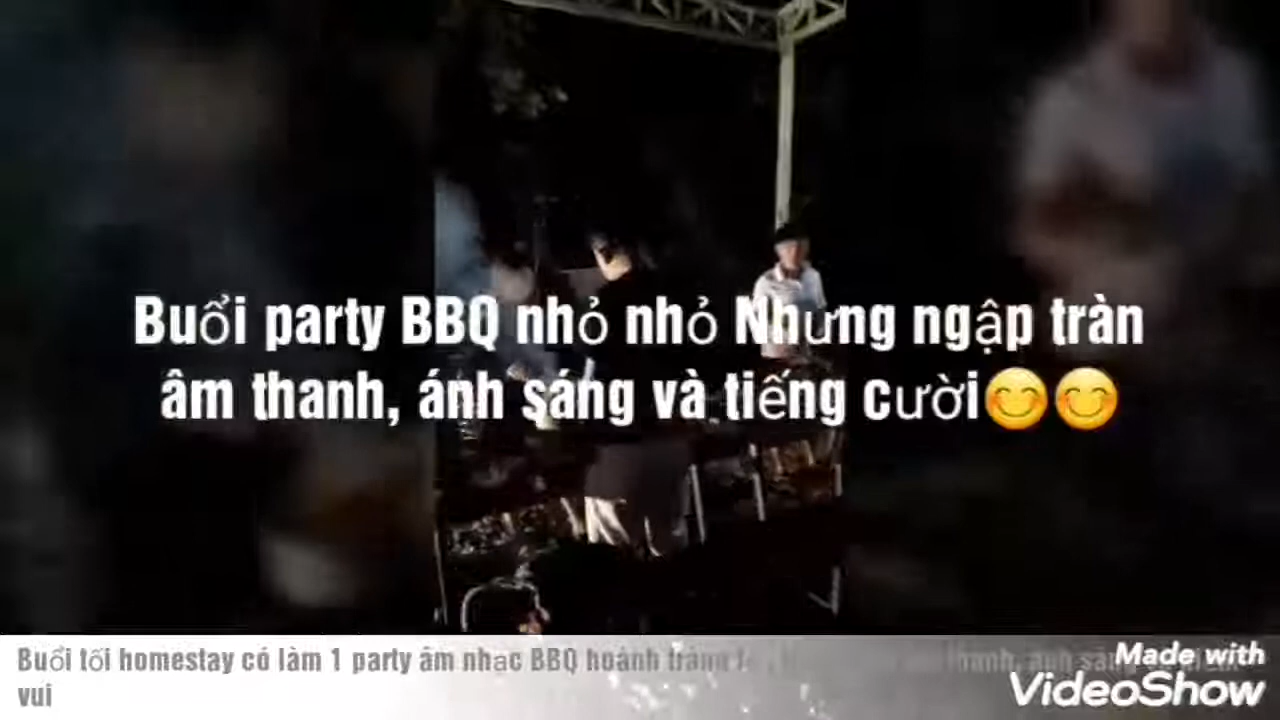 Buổi party BBQ nhỏ nhỏ Nhưng ngập tràn
âm thanh, ánh sáng và tiếng cười😊😊
Buổi tối homestay có làm 1 party âm nhạc BBQ hoành tráng
vui
Made with
VideoShow